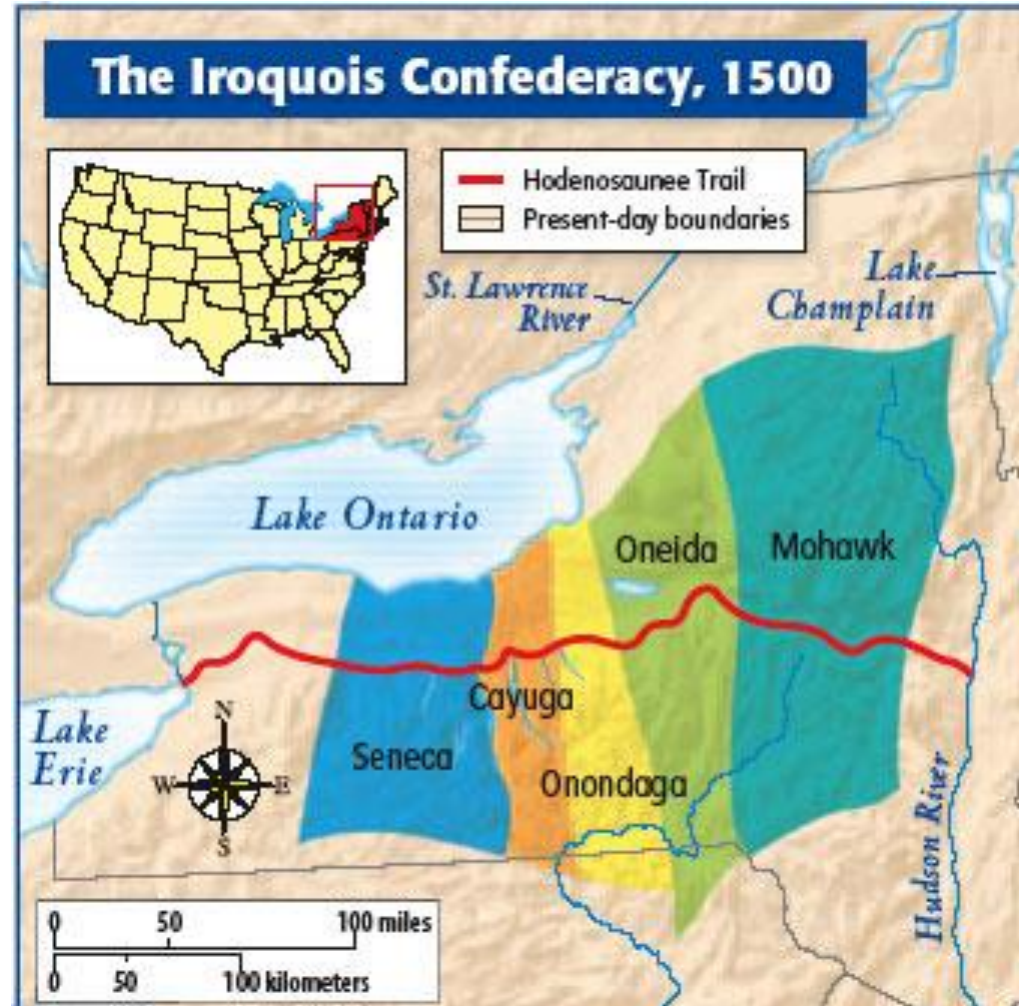 The Iroquois Confederacy, 1500
Hodenosaunee Trail
Present-day boundaries
St. Lawrence
River
Lake
Champlain
Lake Ontario
Oneida
Mohawk
Cayuga
Seneca
Onondaga
Lake
Erie
N
W
E
S
Hudson River
0 50 100 miles
0 50 100 kilometers